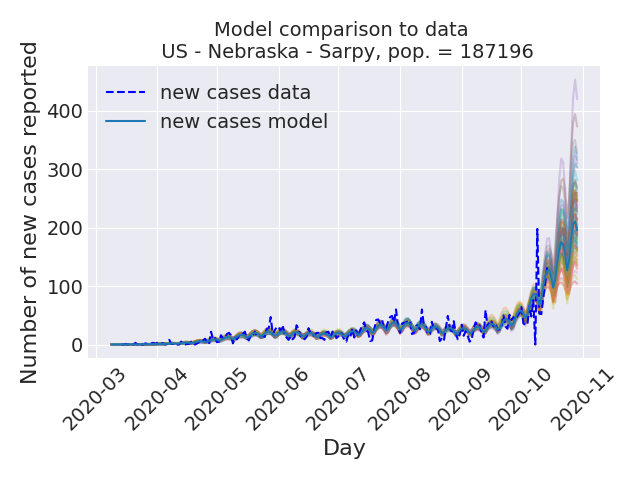 Model comparison to data
US - Nebraska - Sarpy, pop. = 187196
Number of new cases reported
400
300
200
100
0
new cases data
new cases model
2020-03
2020-04
2020-05
2020-06
2020-07
2020-08
2020-09
2020-10
2020-11
Day